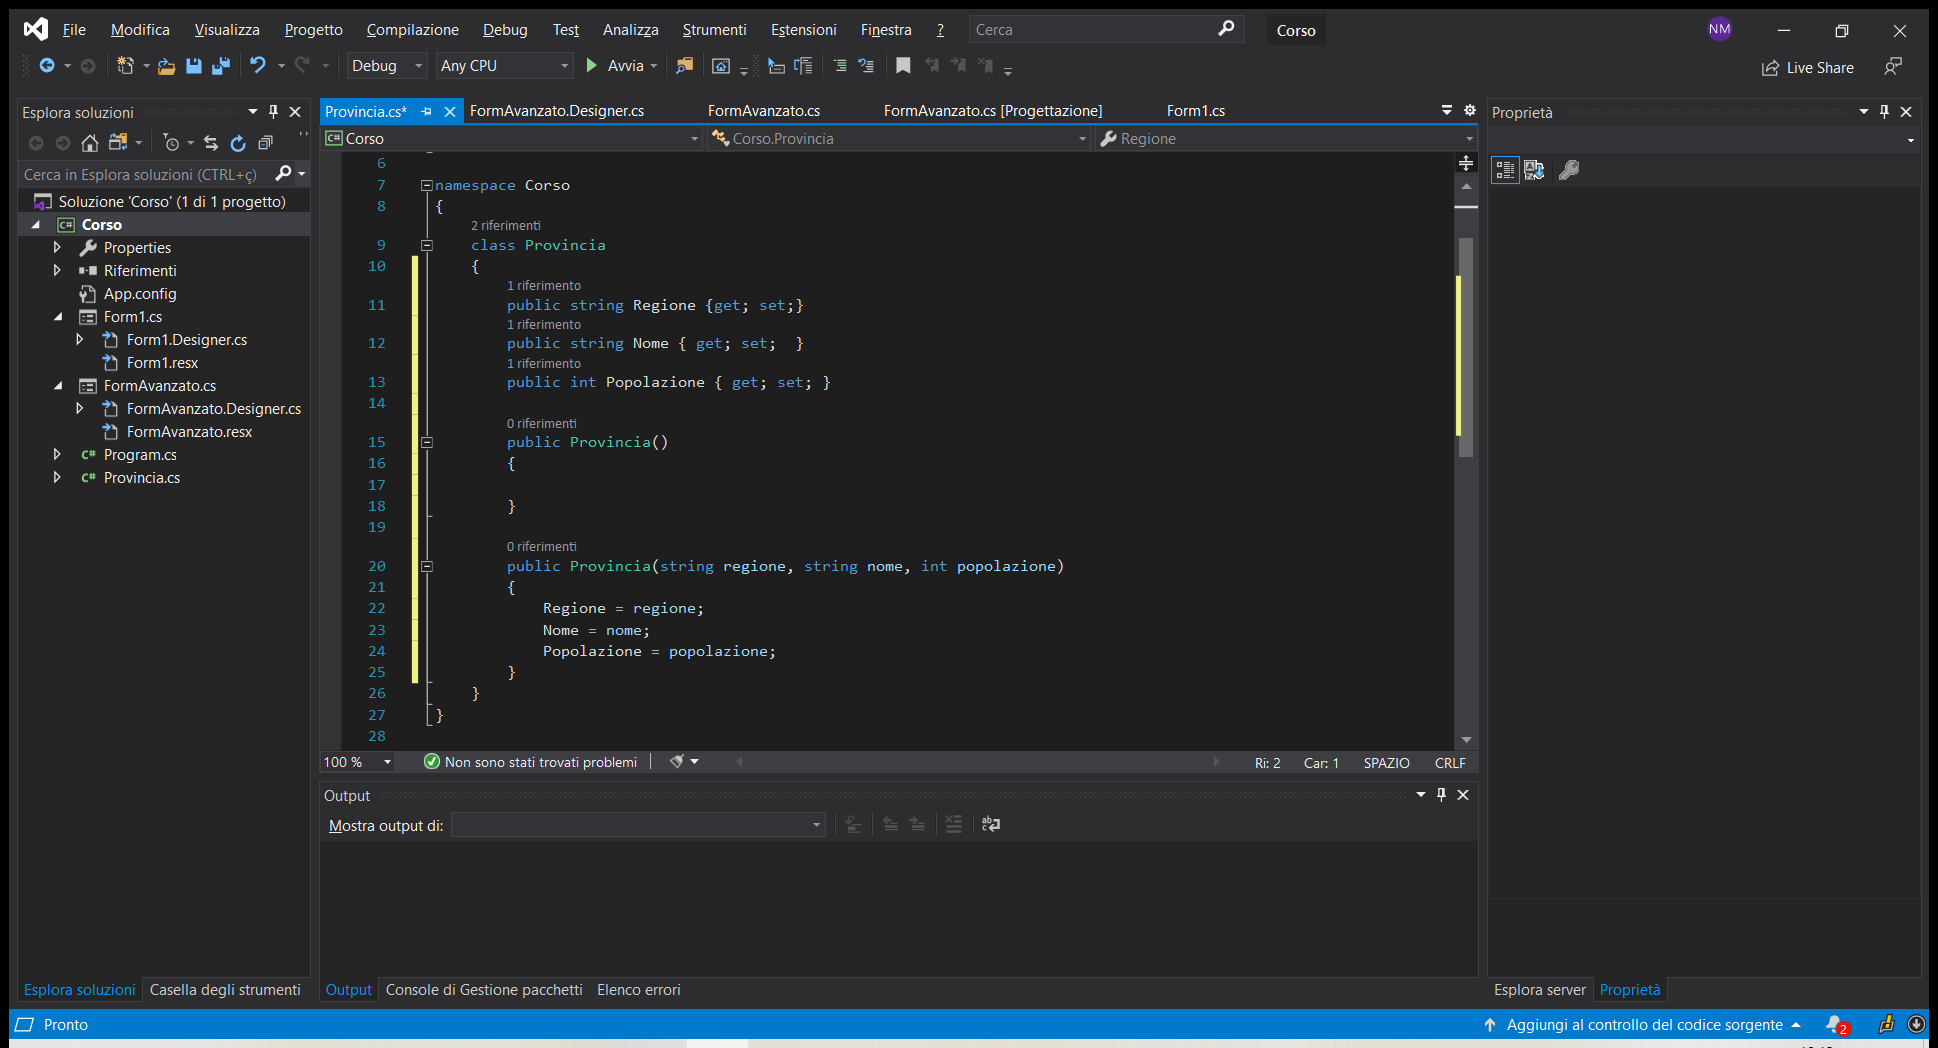 File Modifica Visualizza Progetto Compilazione Debug Test Analizza Strumenti Estensioni Finestra ? Cerca Corso NM
Debug Any CPU Avvia Live Share
Esplora soluzioni
Cerca in Esplora soluzioni (CTRL+ç)
Soluzione 'Corso' (1 di 1 progetto)
C# Corso
Properties
Riferimenti
App.config
Form1.cs
Form1.Designer.cs
Form1.resx
FormAvanzato.cs
FormAvanzato.Designer.cs
FormAvanzato.resx
C# Program.cs
C# Provincia.cs
Esplora soluzioni Casella degli strumenti
Provincia.cs* FormAvanzato.Designer.cs FormAvanzato.cs FormAvanzato.cs [Progettazione] Form1.cs
C# Corso Corso.Provincia Regione
6
7 namespace Corso
8 {
2 riferimenti
9 class Provincia
10 {
1 riferimento
11 public string Regione {get; set;}
1 riferimento
12 public string Nome { get; set;  }
1 riferimento
13 public int Popolazione { get; set; }
14
0 riferimenti
15 public Provincia()
16 {
17
18 }
19
0 riferimenti
20 public Provincia(string regione, string nome, int popolazione)
21 {
22 Regione = regione;
23 Nome = nome;
24 Popolazione = popolazione;
25 }
26 }
27 }
28
100 % Non sono stati trovati problemi Ri: 2 Car: 1 SPAZIO CRLF
Output
Mostra output di:
Output Console di Gestione pacchetti Elenco errori
Proprietà
Esplora server Proprietà
Pronto Aggiungi al controllo del codice sorgente 2